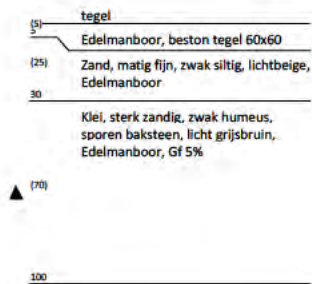 tegel
(5)
5
Edelmanboor, beston tegel 60x60
(25)
Zand, matig fijn, zwak siltig, lichtbeige,
Edelmanboor
30
Klei, sterk zandig, zwak humeus,
sporen baksteen, licht grijsbruin,
Edelmanboor, Gf 5%
(70)
100